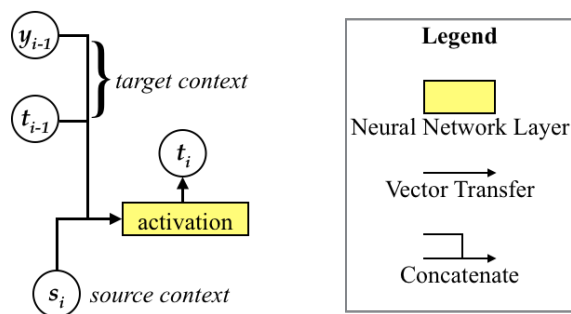 y_{i-1}
target context
t_{i-1}
t_i
activation
s_i
source context
Legend
Neural Network Layer
Vector Transfer
Concatenate